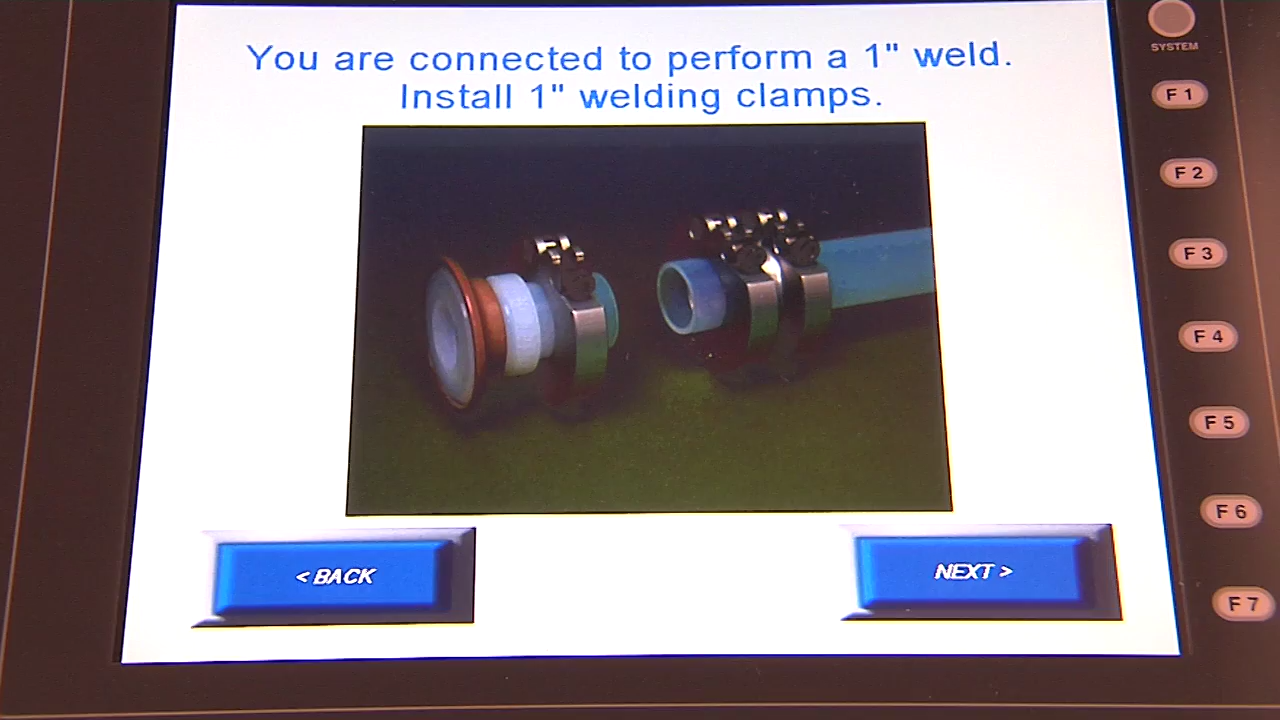 You are connected to perform a 1" weld.
Install 1" welding clamps.
SYSTEM
F 1
F 2
F 3
F 4
F 5
F 6
F 7
< BACK
NEXT >